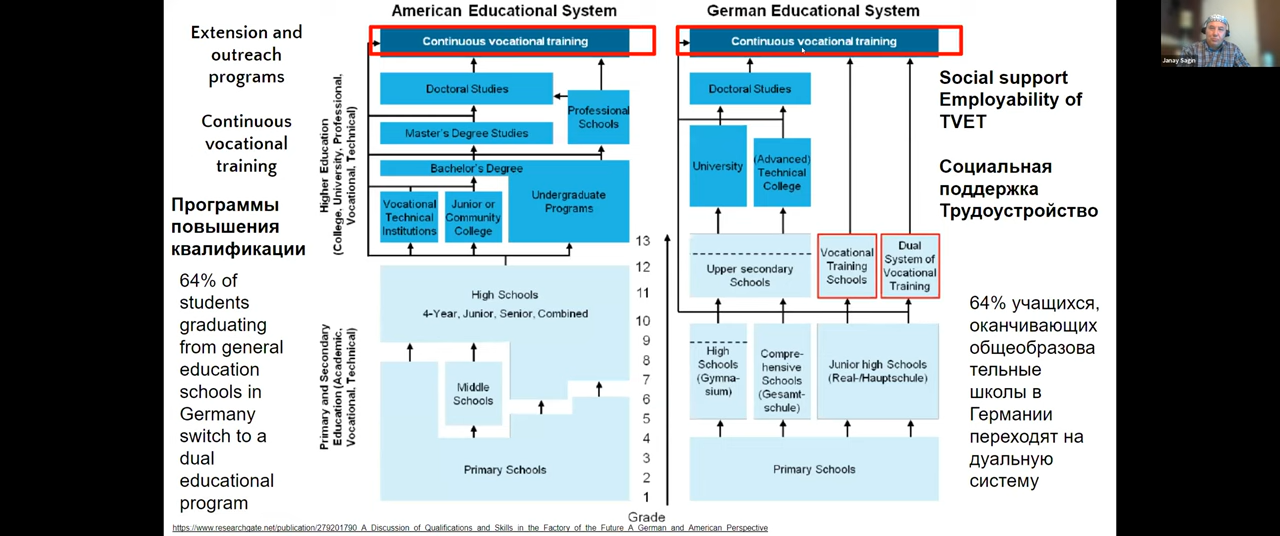 American Educational System
German Educational System
Extension and
outreach
programs
Continuous
vocational
training
Программы
повышения
квалификации
64% of
students
graduating
from general
education
schools in
Germany
switch to a
dual
educational
program
Higher Education
(College, University, Professional,
Vocational, Technical)
Primary and Secondary
Education (Academic,
Vocational, Technical)
Continuous vocational training
Doctoral Studies
Professional
Schools
Master's Degree Studies
Bachelor's Degree
Undergraduate
Programs
Vocational
Technical
Institutions
Junior or
Community
College
High Schools
4-Year, Junior, Senior, Combined
Middle
Schools
Primary Schools
13
12
11
10
9
8
7
6
5
4
3
2
1
Grade
Continuous vocational training
Doctoral Studies
University
(Advanced)
Technical
College
Upper secondary
Schools
Vocational
Training
Schools
Dual
System of
Vocational
Training
High
Schools
(Gymna-
sium)
Compre-
hensive
Schools
(Gesamt-
schule)
Junior high Schools
(Real-/Hauptschule)
Primary Schools
Social support
Employability of
TVET
Социальная
поддержка
Трудоустройство
64% учащихся,
оканчивающих
общеобразова
тельные
школы в
Германии
переходят на
дуальную
систему
https://www.researchgate.net/publication/279201790_A_Discussion_of_Qualifications_and_Skills_in_the_Factory_of_the_Future_A_German_and_American_Perspective
Janay Sagin